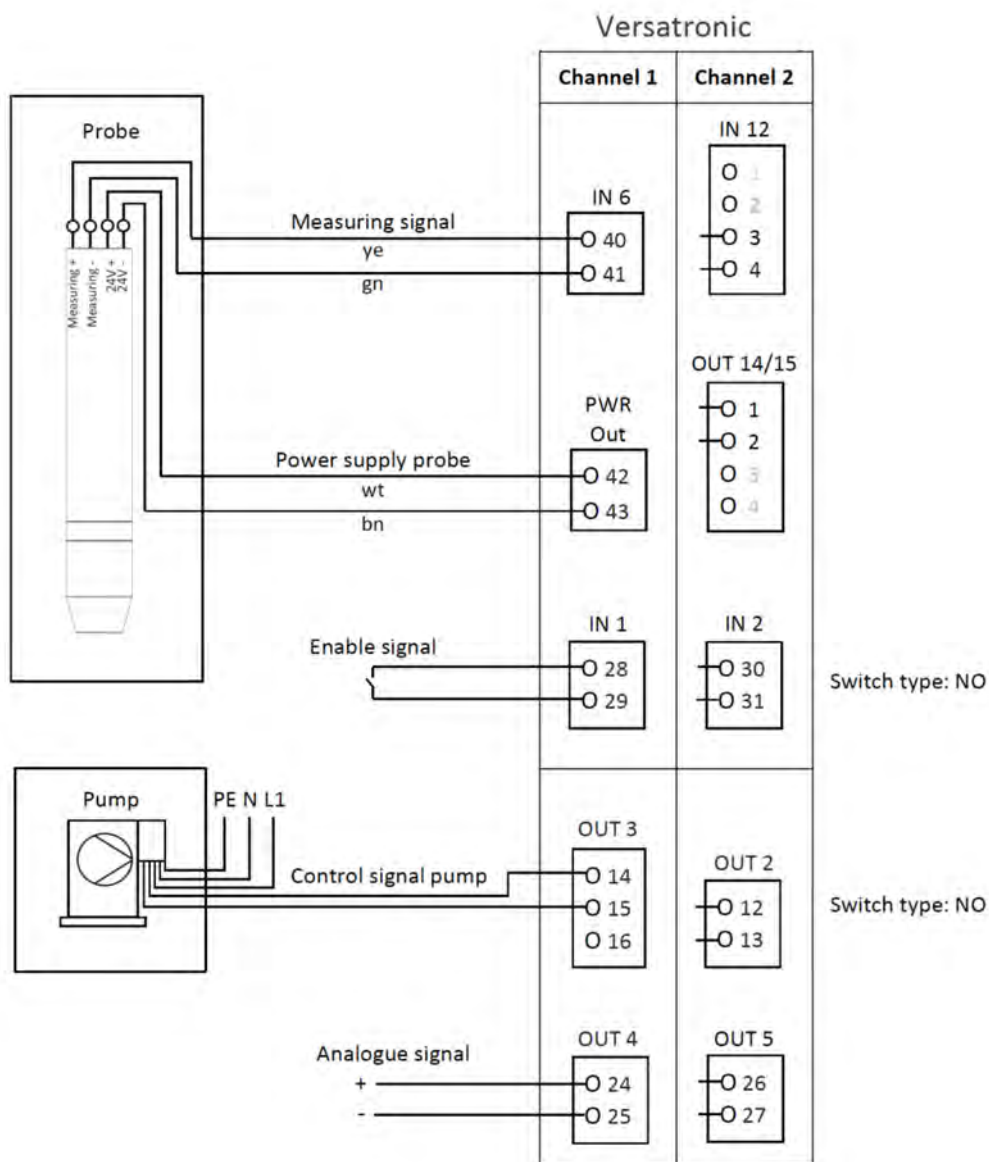 Versatronic
Channel 1 Channel 2
Probe
Measuring +
Measuring -
24V +
24V -
Measuring signal
ye
gn
IN 6
40
41
IN 12
1
2
3
4
Power supply probe
wt
bn
PWR
Out
42
43
OUT 14/15
1
2
3
4
Enable signal
IN 1
28
29
IN 2
30
31
Switch type: NO
Pump
PE N L1
Control signal pump
OUT 3
14
15
16
OUT 2
12
13
Switch type: NO
Analogue signal
+
-
OUT 4
24
25
OUT 5
26
27